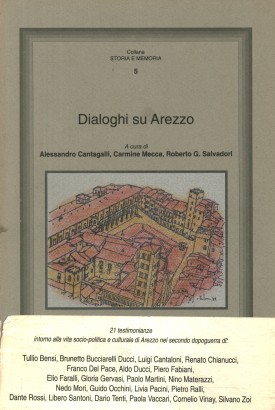 Collana
STORIA E MEMORIA
5
Dialoghi su Arezzo
A cura di
Alessandro Cantagalli, Carmine Mecca, Roberto G. Salvadori
21 testimonianze
intorno alla vita socio-politica e culturale di Arezzo nel secondo dopoguerra di:
Tullio Bensi, Brunetto Bucciarelli Ducci, Luigi Cantaloni, Renato Chianucci,
Franco Del Pace, Aldo Ducci, Piero Fabiani,
Elio Faralli, Gloria Gervasi, Paolo Martini, Nino Materazzi,
Nedo Mori, Guido Occhini, Livia Pacini, Pietro Ralli,
Dante Rossi, Libero Santoni, Dario Tenti, Paola Vaccari, Cornelio Vinay, Silvano Zoi